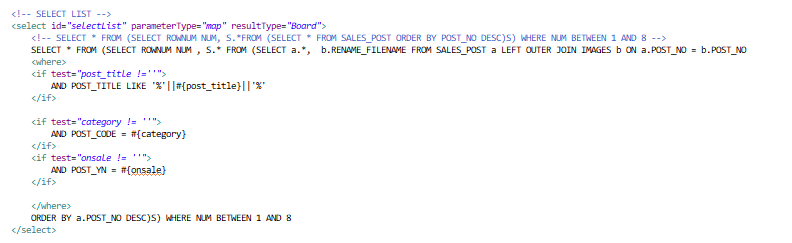 <!-- SELECT LIST -->
<select id="selectList" parameterType="map" resultType="Board">
<!-- SELECT * FROM (SELECT ROWNUM NUM, S.*FROM (SELECT * FROM SALES_POST ORDER BY POST_NO DESC)S) WHERE NUM BETWEEN 1 AND 8 -->
SELECT * FROM (SELECT ROWNUM NUM , S.* FROM (SELECT a.*,  b.RENAME_FILENAME FROM SALES_POST a LEFT OUTER JOIN IMAGES b ON a.POST_NO = b.POST_NO
<where>
<if test="post_title !=''">
AND POST_TITLE LIKE '%'||#{post_title}||'%'
</if>
<if test="category != ''">
AND POST_CODE = #{category}
</if>
<if test="onsale != ''">
AND POST_YN = #{onsale}
</if>
</where>
ORDER BY a.POST_NO DESC)S) WHERE NUM BETWEEN 1 AND 8
</select>